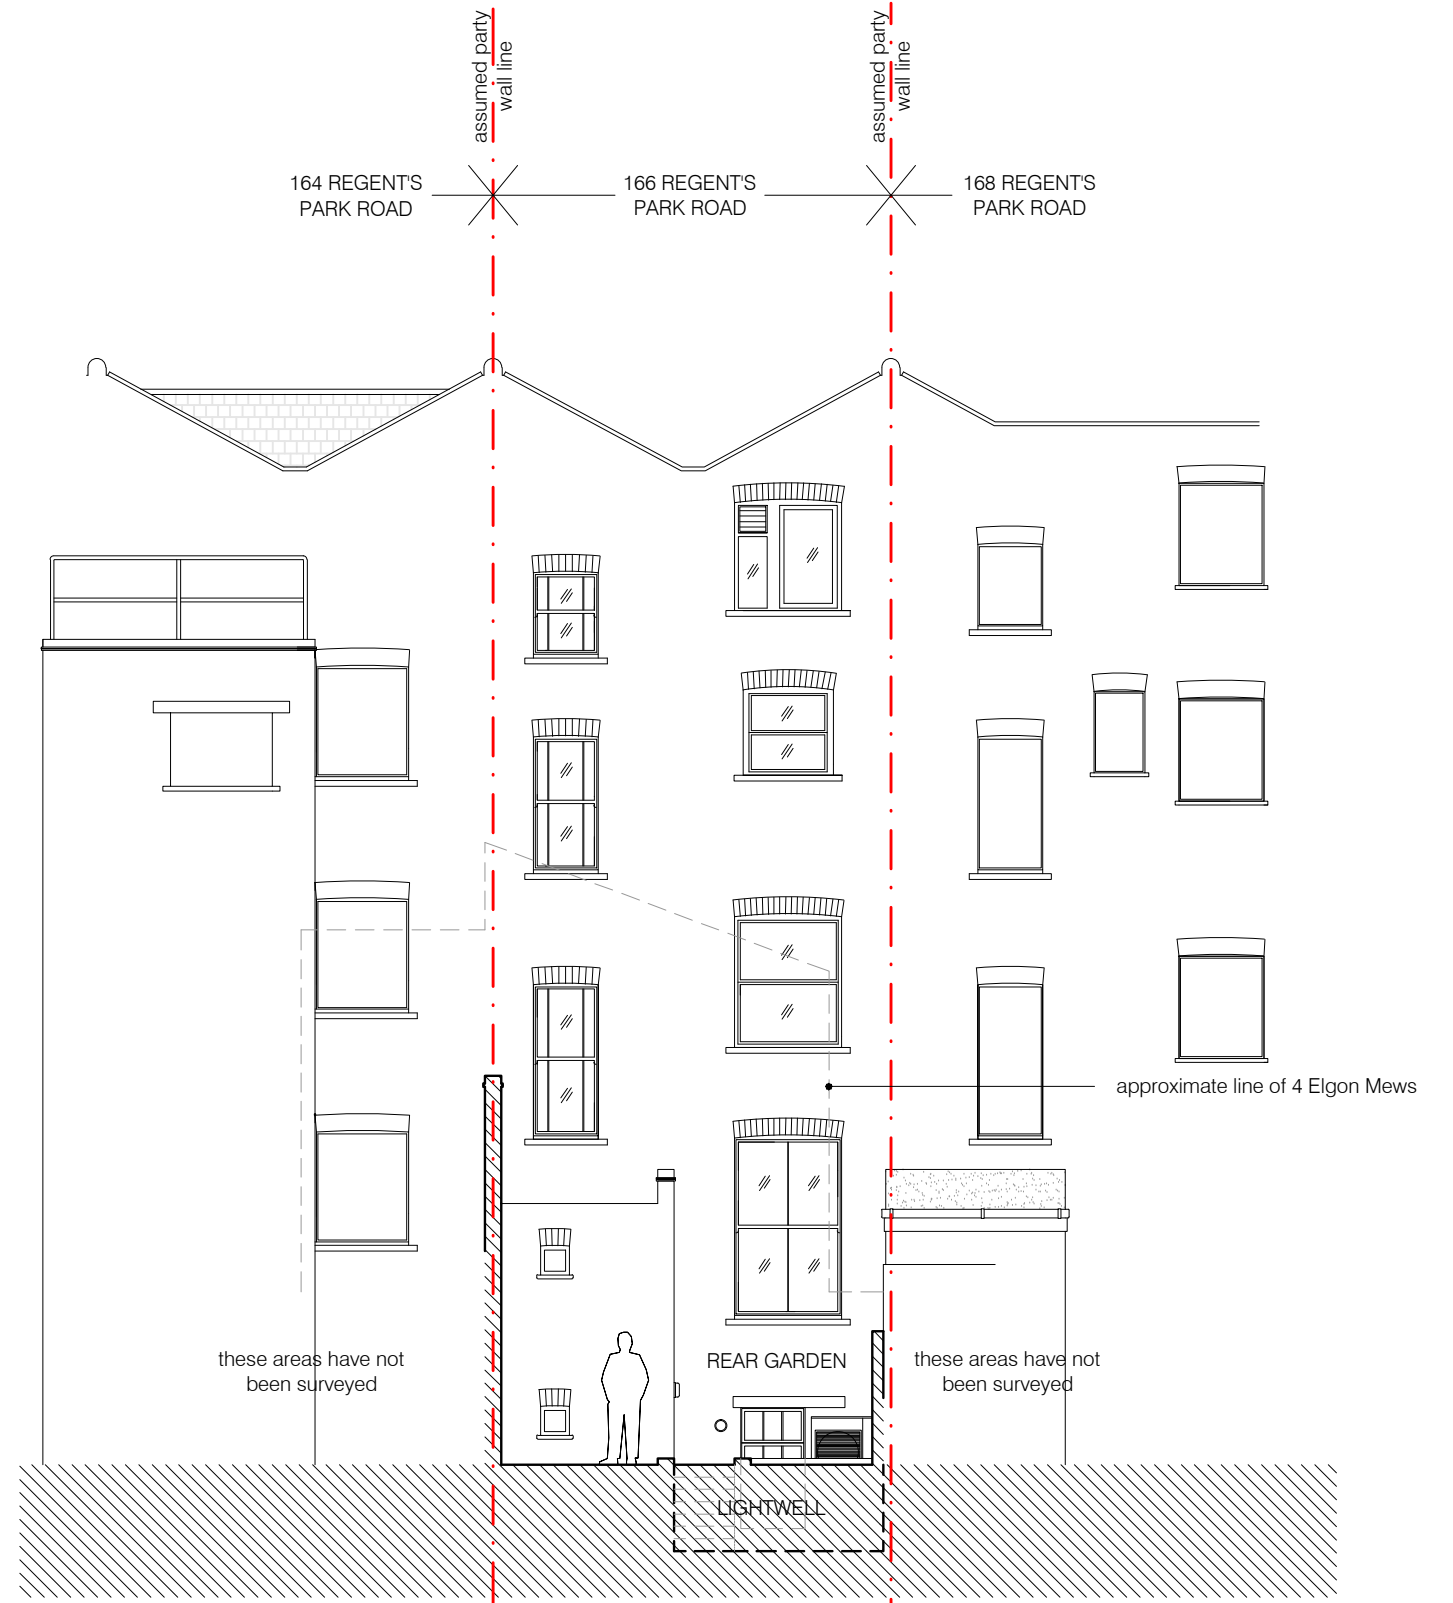 assumed party
wall line
assumed party
wall line
164 REGENT'S
PARK ROAD
166 REGENT'S
PARK ROAD
168 REGENT'S
PARK ROAD
approximate line of 4 Elgon Mews
these areas have not
been surveyed
REAR GARDEN
these areas have not
been surveyed
LIGHTWELL